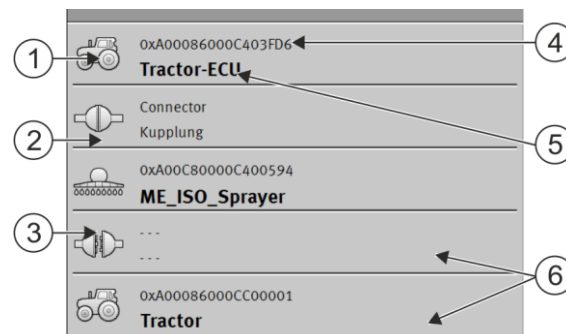 1
0xA00086000C403FD6
4
Tractor-ECU
2
Connector
Kupplung
5
0xA00C80000C400594
ME_ISO_Sprayer
3
- - -
- - -
6
0xA00086000CC00001
Tractor